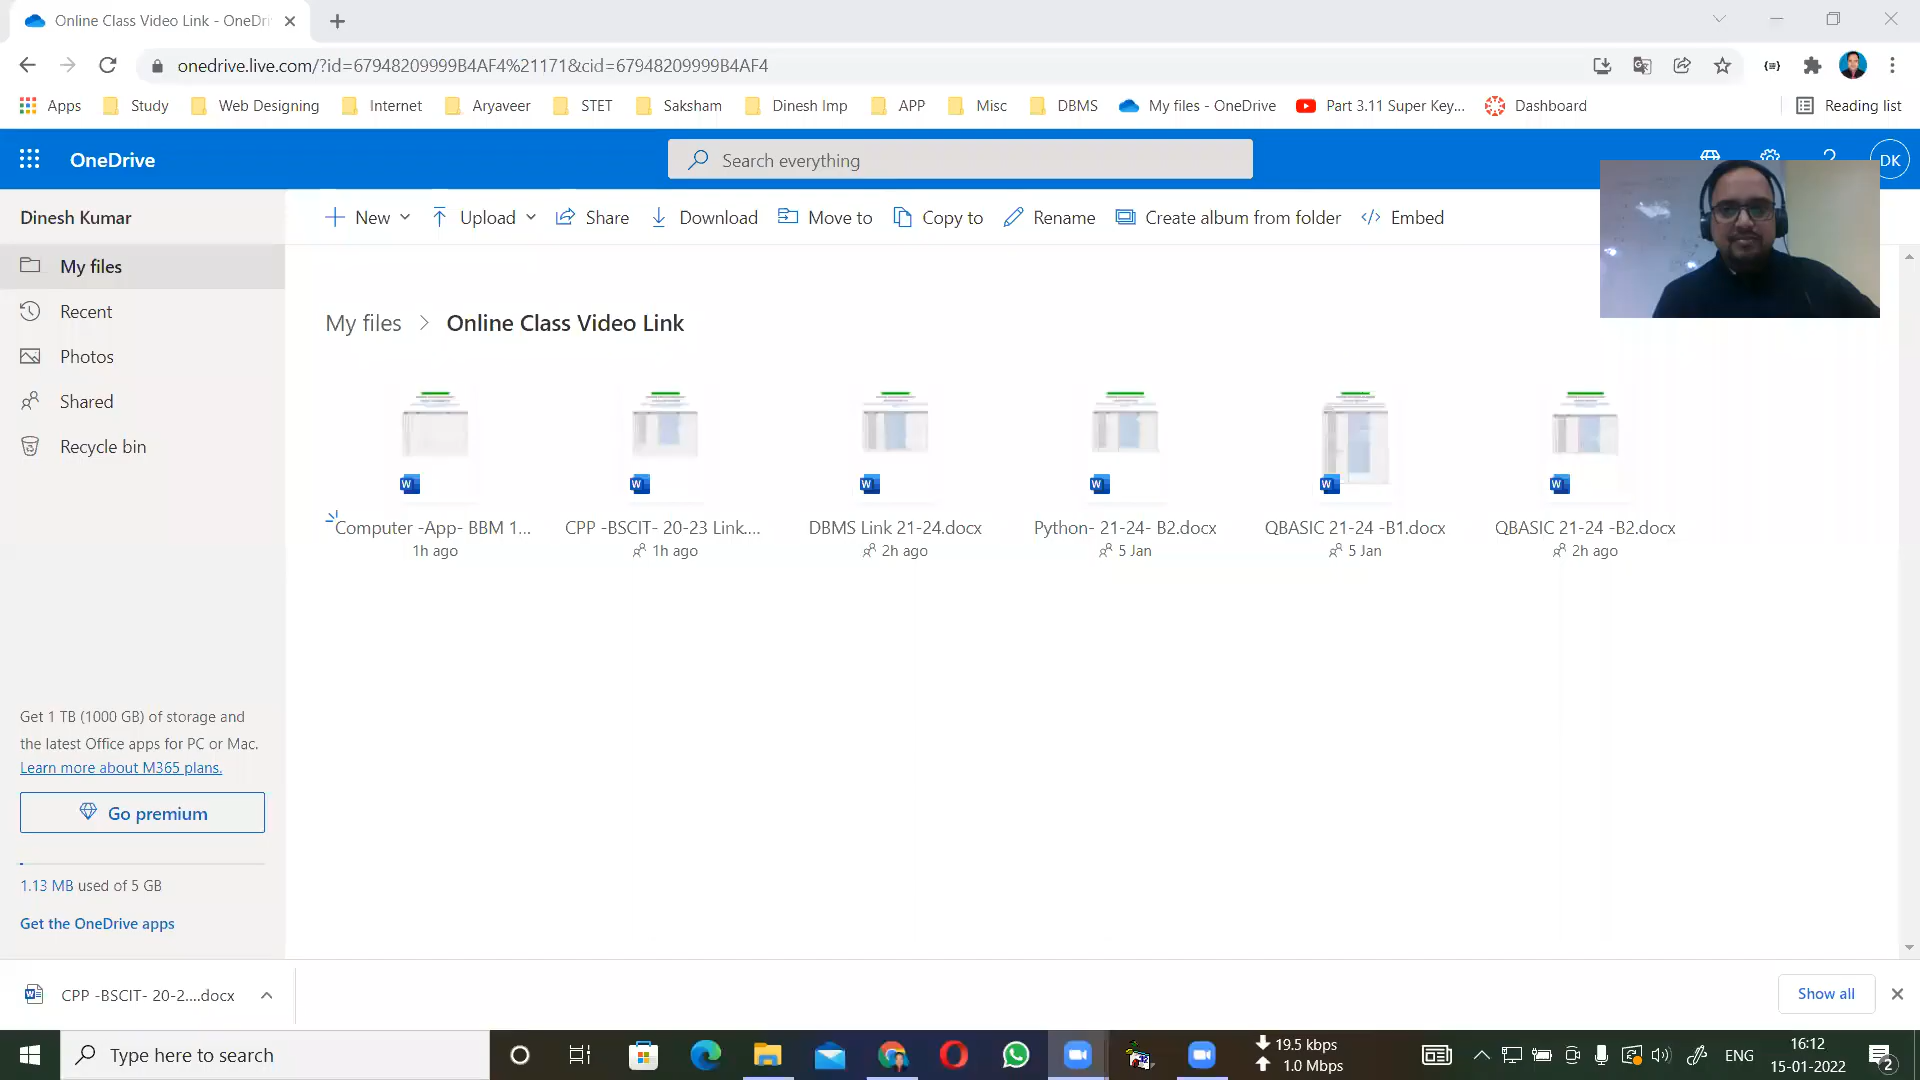 Online Class Video Link - OneDri
onedrive.live.com/?id=67948209999B4AF4%21171&cid=67948209999B4AF4
Apps Study Web Designing Internet Aryaveer STET Saksham Dinesh Imp APP Misc DBMS My files - OneDrive Part 3.11 Super Key... Dashboard Reading list
OneDrive
Search everything
DK
Dinesh Kumar
New Upload Share Download Move to Copy to Rename Create album from folder Embed
My files
Recent
Photos
Shared
Recycle bin
My files > Online Class Video Link
Computer -App- BBM 1...
1h ago
CPP -BSCIT- 20-23 Link....
1h ago
DBMS Link 21-24.docx
2h ago
Python- 21-24- B2.docx
5 Jan
QBASIC 21-24 -B1.docx
5 Jan
QBASIC 21-24 -B2.docx
2h ago
Get 1 TB (1000 GB) of storage and
the latest Office apps for PC or Mac.
Learn more about M365 plans.
Go premium
1.13 MB used of 5 GB
Get the OneDrive apps
CPP -BSCIT- 20-2....docx
Show all
Type here to search
19.5 kbps
1.0 Mbps
ENG
16:12
15-01-2022
2